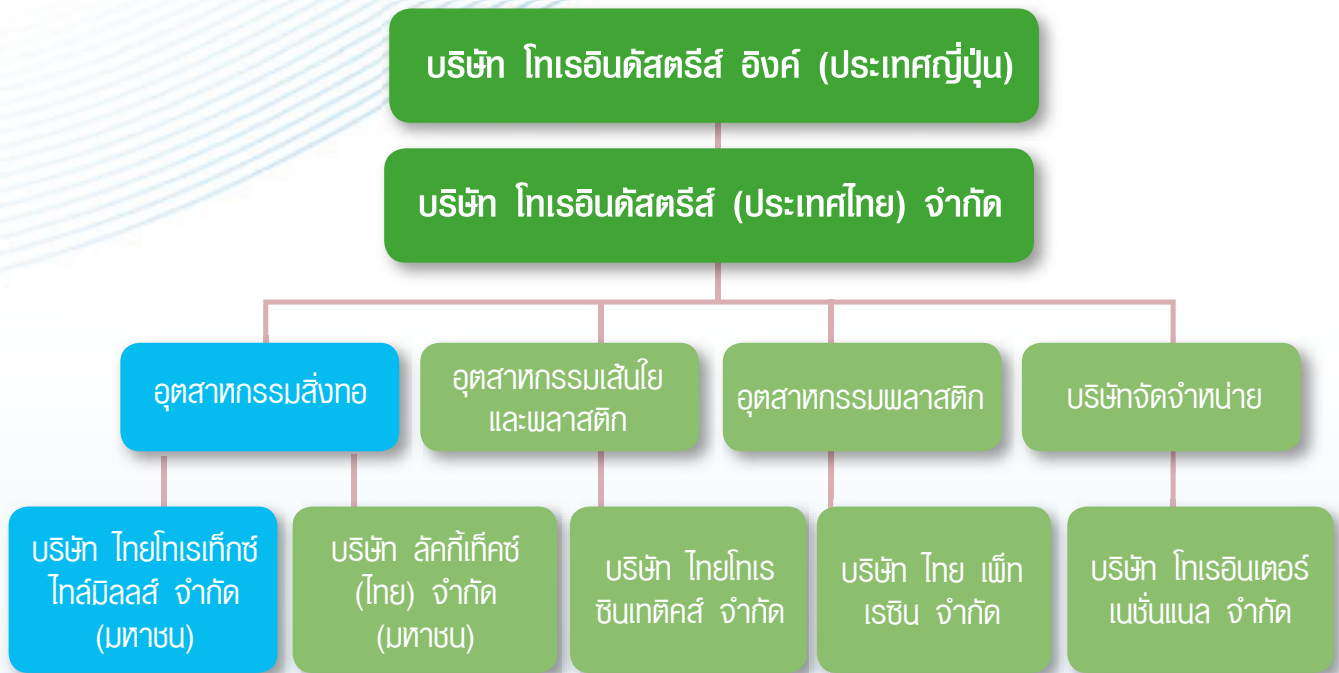 บริษัท โทเรอินดัสตรีส์ อิงค์ (ประเทศญี่ปุ่น)
บริษัท โทเรอินดัสตรีส์ (ประเทศไทย) จำกัด
อุตสาหกรรมสิ่งทอ
อุตสาหกรรมเส้นใย
และพลาสติก
อุตสาหกรรมพลาสติก
บริษัทจัดจำหน่าย
บริษัท ไทยโทเรเท็กซ์
ไทล์มิลลส์ จำกัด
(มหาชน)
บริษัท ลัคกี้เท็คซ์
(ไทย) จำกัด
(มหาชน)
บริษัท ไทยโทเร
ซินเทติคส์ จำกัด
บริษัท ไทย เพ็ท
เรซิน จำกัด
บริษัท โทเรอินเตอร์
เนชั่นแนล จำกัด